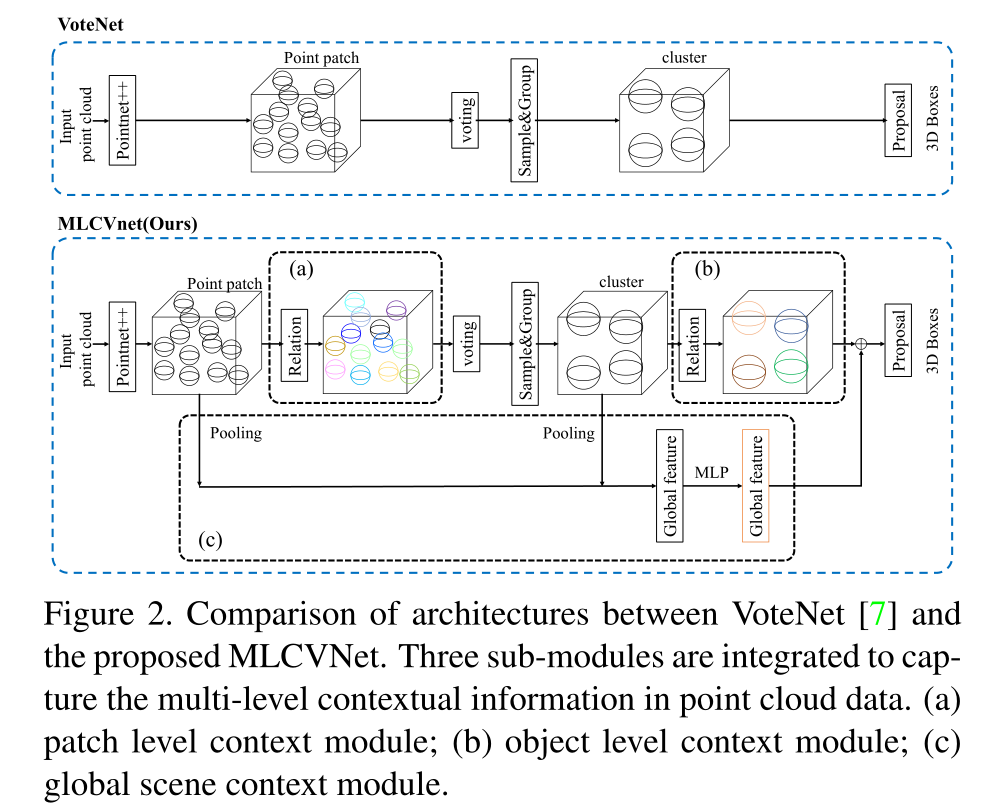 VoteNet
Input
point cloud
Pointnet++
Point patch
voting
Sample&Group
cluster
Proposal
3D Boxes
MLCVnet(Ours)
Input
point cloud
Pointnet++
Point patch
(a)
Relation
voting
Sample&Group
cluster
(b)
Relation
Proposal
3D Boxes
Pooling
Pooling
Global feature
MLP
Global feature
(c)
Figure 2. Comparison of architectures between VoteNet [7] and
the proposed MLCVNet. Three sub-modules are integrated to cap-
ture the multi-level contextual information in point cloud data. (a)
patch level context module; (b) object level context module; (c)
global scene context module.